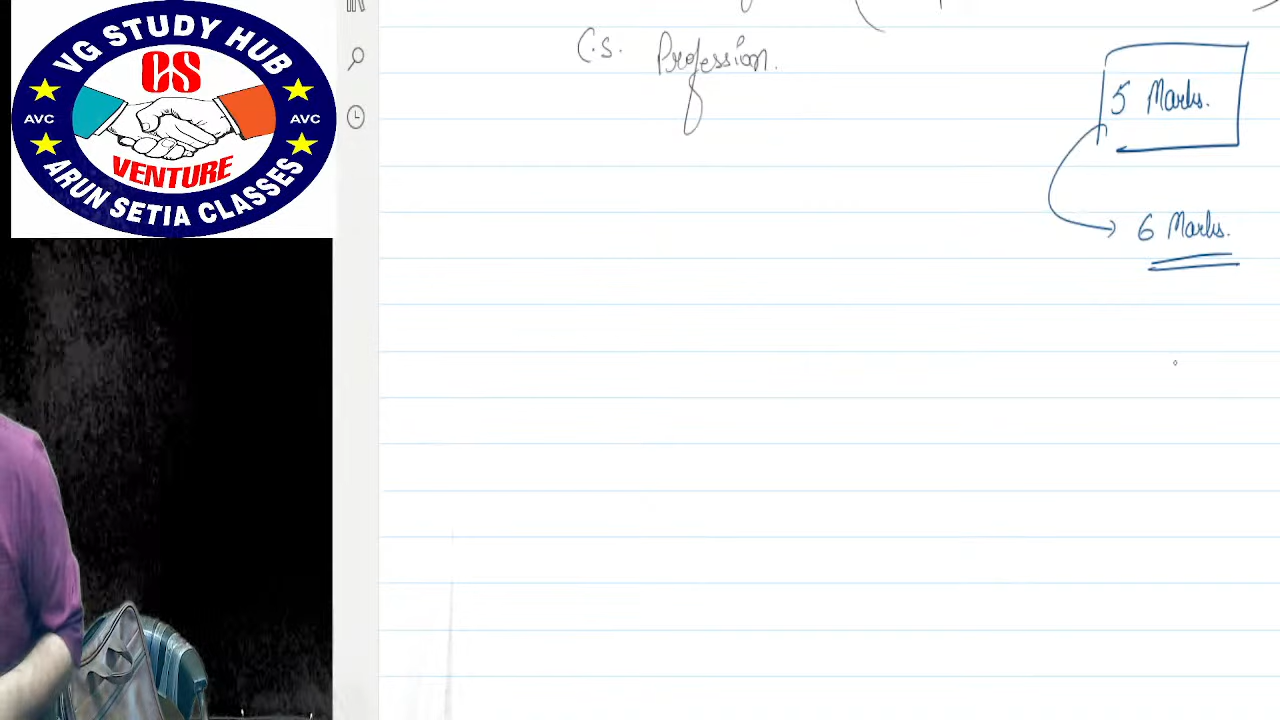 VG STUDY HUB
CS
AVC
AVC
VENTURE
ARUN SETIA CLASSES
C.S. Profession.
5 Marks.
6 Marks.